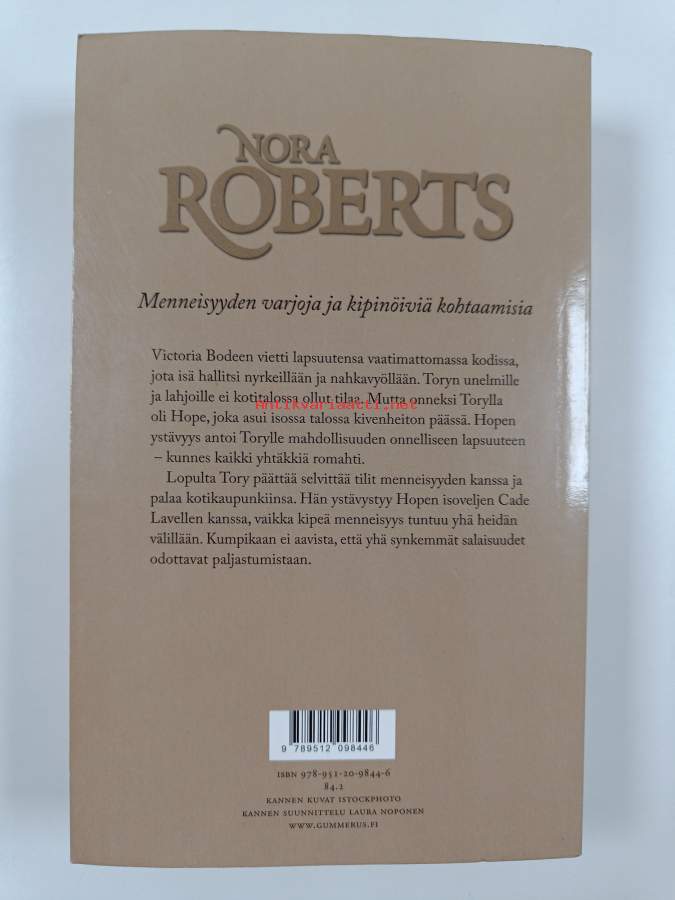 NORA
ROBERTS
Menneisyyden varjoja ja kipinöiviä kohtaamisia
Victoria Bodeen vietti lapsuutensa vaatimattomassa kodissa,
jota isä hallitsi nyrkeillään ja nahkavyöllään. Toryn unelmille
ja lahjoille ei kotitalossa ollut tilaa. Mutta onneksi Torylla
Antikvariaatti.net
oli Hope, joka asui isossa talossa kivenheiton päässä. Hopen
ystävyys antoi Torylle mahdollisuuden onnelliseen lapsuuteen
– kunnes kaikki yhtäkkiä romahti.
Lopulta Tory päättää selvittää tilit menneisyyden kanssa ja
palaa kotikaupunkiinsa. Hän ystävystyy Hopen isoveljen Cade
Lavellen kanssa, vaikka kipeä menneisyys tuntuu yhä heidän
välillään. Kumpikaan ei aavista, että yhä synkemmät salaisuudet
odottavat paljastumistaan.
9 789512 098446
ISBN 978-951-20-9844-6
84.2
KANNEN KUVAT ISTOCKPHOTO
KANNEN SUUNNITTELU LAURA NOPONEN
WWW.GUMMERUS.FI